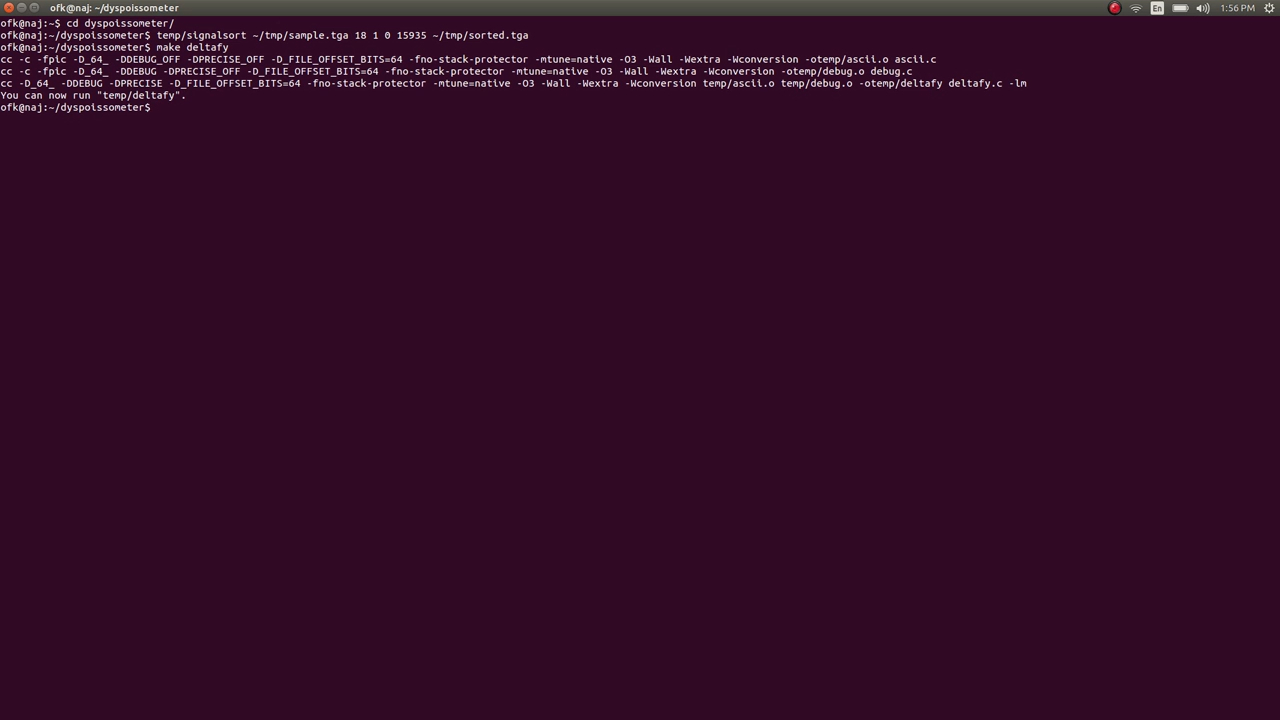 ofk@naj: ~/dyspoissometer
En
1:56 PM
ofk@naj:~$ cd dyspoissometer/
ofk@naj:~/dyspoissometer$ temp/signalsort ~/tmp/sample.tga 18 1 0 15935 ~/tmp/sorted.tga
ofk@naj:~/dyspoissometer$ make deltafy
cc -c -fpic -D_64_ -DDEBUG_OFF -DPRECISE_OFF -D_FILE_OFFSET_BITS=64 -fno-stack-protector -mtune=native -O3 -Wall -Wextra -Wconversion -otemp/ascii.o ascii.c
cc -c -fpic -D_64_ -DDEBUG -DPRECISE_OFF -D_FILE_OFFSET_BITS=64 -fno-stack-protector -mtune=native -O3 -Wall -Wextra -Wconversion -otemp/debug.o debug.c
cc -D_64_ -DDEBUG -DPRECISE -D_FILE_OFFSET_BITS=64 -fno-stack-protector -mtune=native -O3 -Wall -Wextra -Wconversion temp/ascii.o temp/debug.o -otemp/deltafy deltafy.c -lm
You can now run "temp/deltafy".
ofk@naj:~/dyspoissometer$